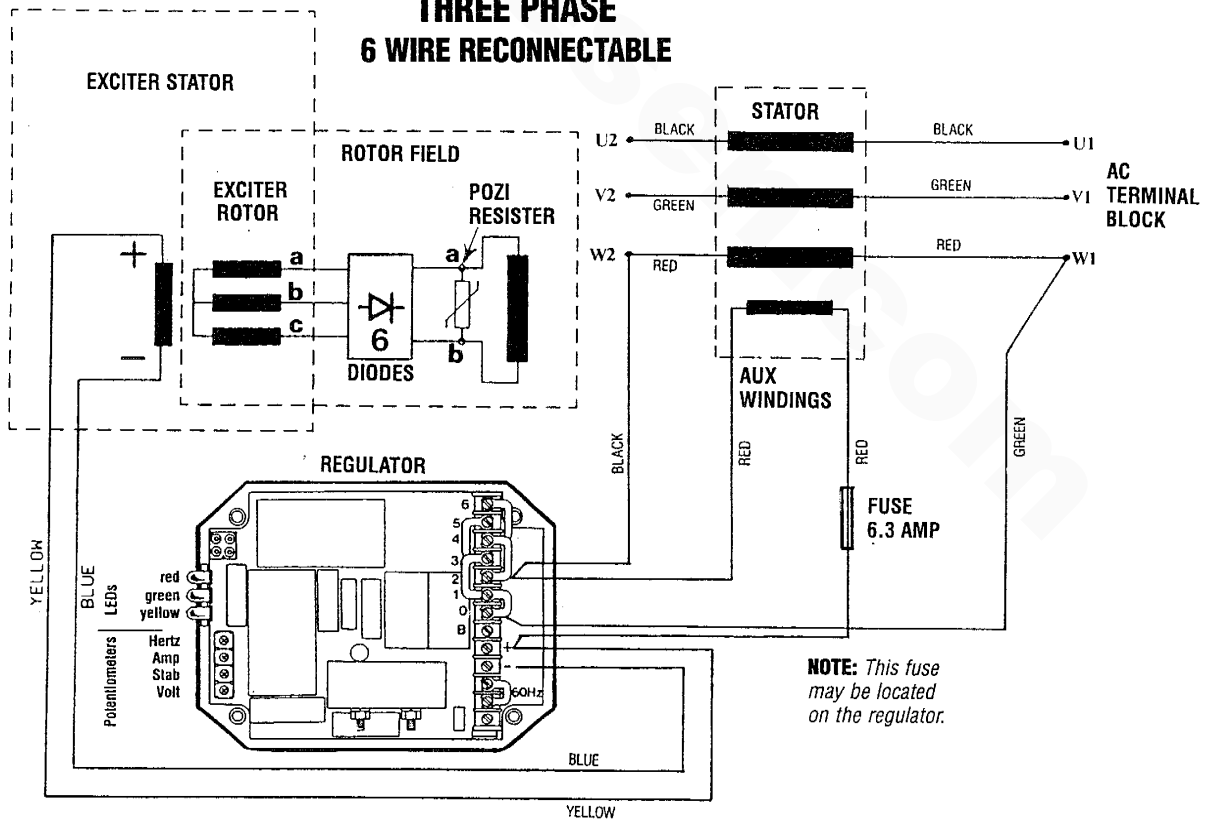 THREE PHASE
6 WIRE RECONNECTABLE
EXCITER STATOR
ROTOR FIELD
EXCITER
ROTOR
POZI
RESISTER
a
b
c
a
b
+
–
6
DIODES
STATOR
U2
BLACK
BLACK
U1
V2
GREEN
GREEN
V1
W2
RED
RED
W1
AC
TERMINAL
BLOCK
AUX
WINDINGS
BLACK
RED
RED
GREEN
FUSE
6.3 AMP
REGULATOR
YELLOW
BLUE
LEDs
red
green
yellow
Potentiometers
Hertz
Amp
Stab
Volt
6
5
4
3
2
1
0
B
+
-
60Hz
NOTE: This fuse
may be located
on the regulator.
BLUE
YELLOW